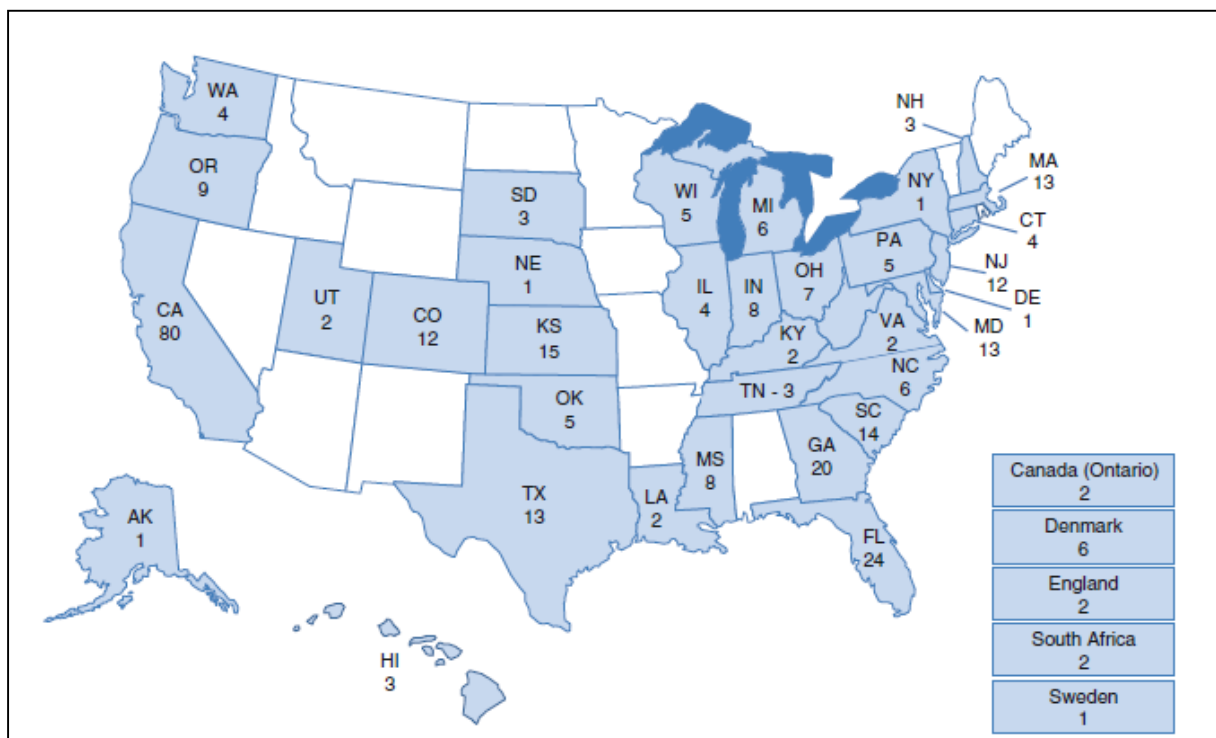 WA
4
OR
9
CA
80
UT
2
CO
12
SD
3
NE
1
KS
15
OK
5
TX
13
WI
5
MI
6
IL
4
IN
8
OH
7
KY
2
TN - 3
MS
8
LA
2
NH
3
MA
13
NY
1
CT
4
PA
5
NJ
12
DE
1
MD
13
VA
2
NC
6
SC
14
GA
20
FL
24
AK
1
HI
3
Canada (Ontario)
2
Denmark
6
England
2
South Africa
2
Sweden
1